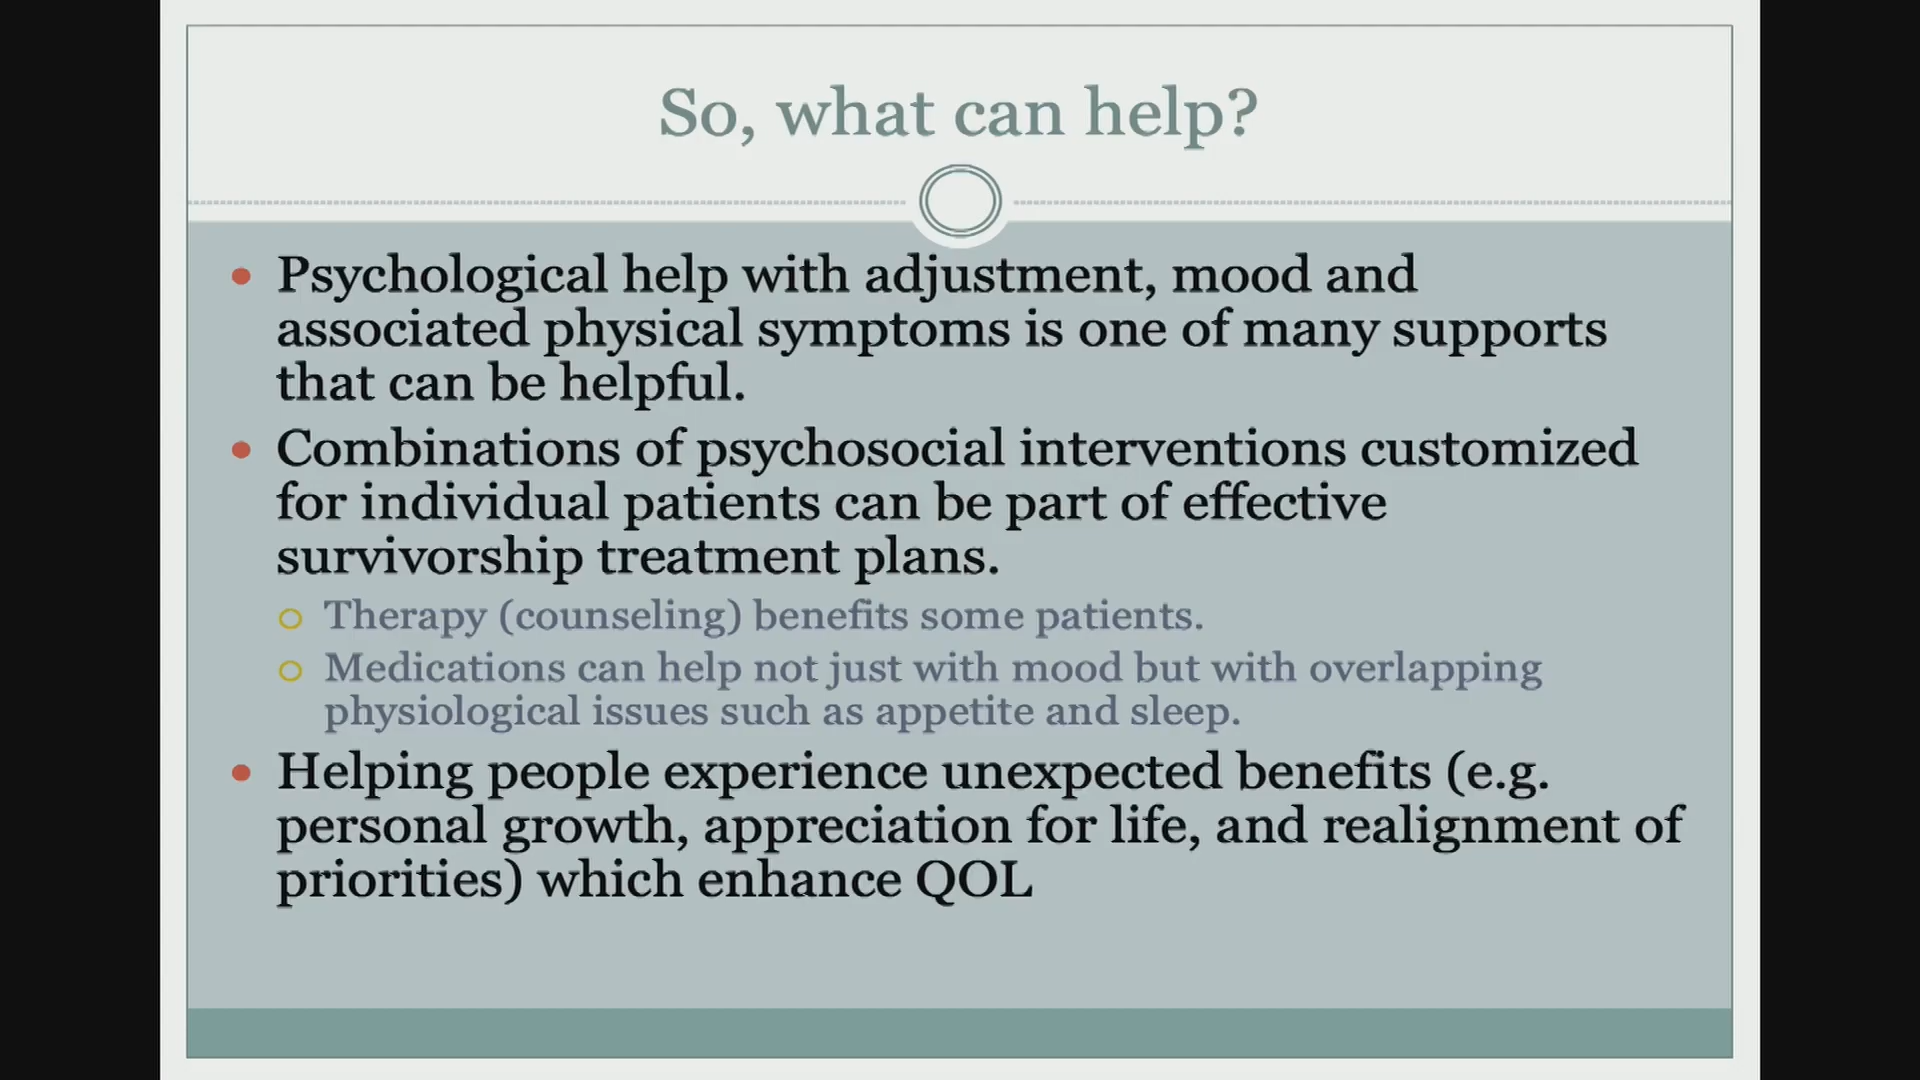 So, what can help?
Psychological help with adjustment, mood and
associated physical symptoms is one of many supports
that can be helpful.
Combinations of psychosocial interventions customized
for individual patients can be part of effective
survivorship treatment plans.
Therapy (counseling) benefits some patients.
Medications can help not just with mood but with overlapping
physiological issues such as appetite and sleep.
Helping people experience unexpected benefits (e.g.
personal growth, appreciation for life, and realignment of
priorities) which enhance QOL